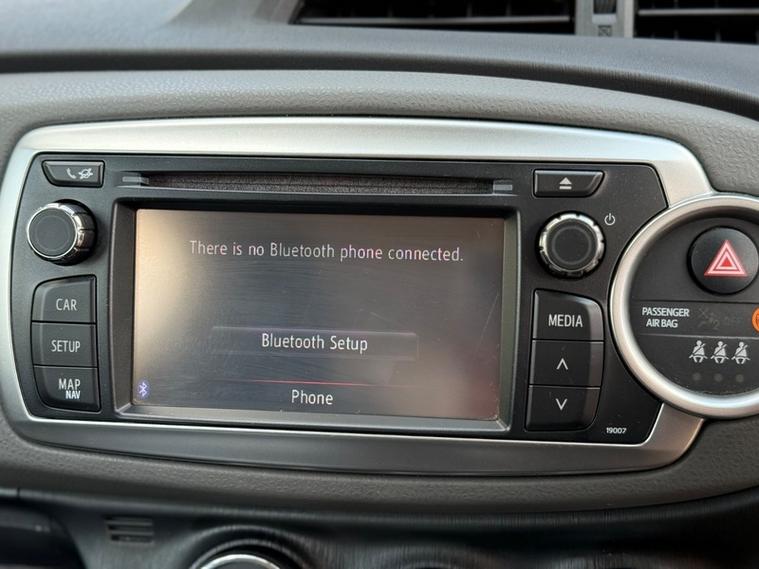 There is no Bluetooth phone connected.
Bluetooth Setup
Phone
CAR
SETUP
MAP
NAV
MEDIA
19007
PASSENGER
AIR BAG